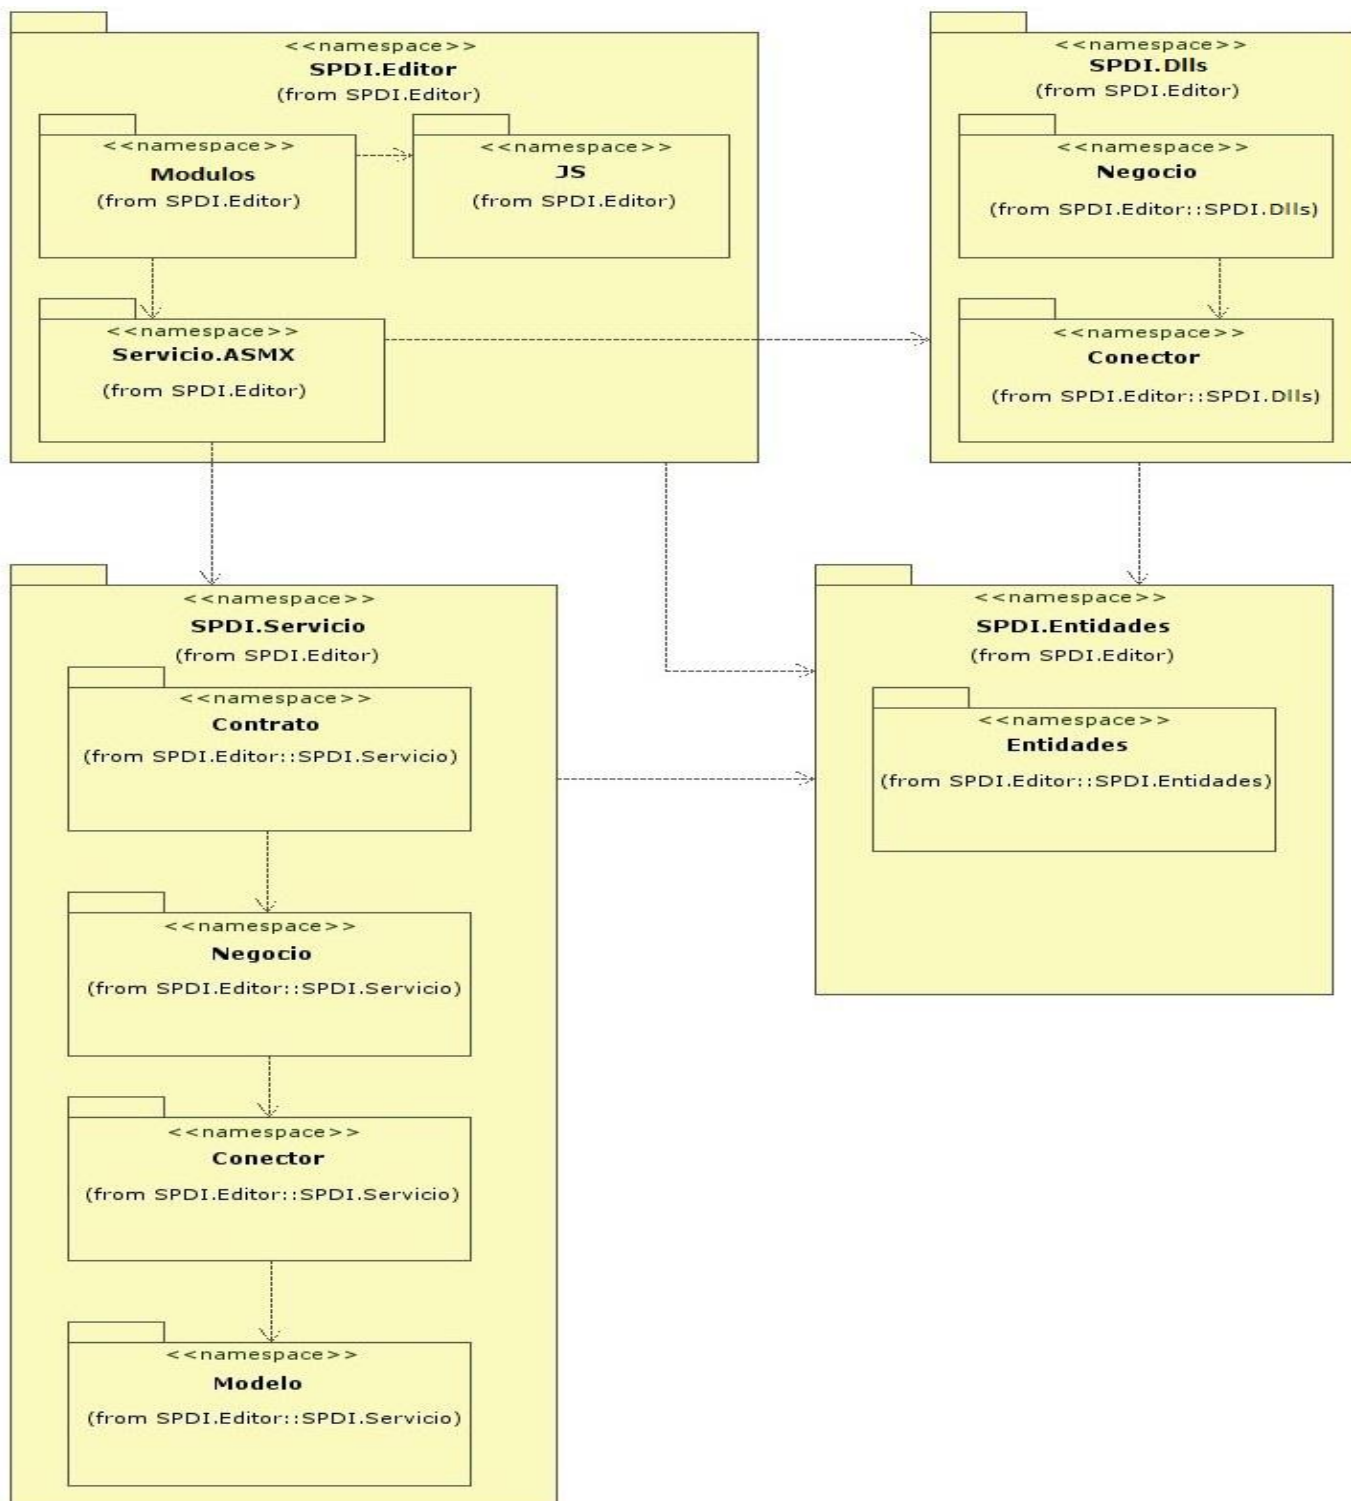 <<namespace>>
SPDI.Editor
(from SPDI.Editor)
<<namespace>>
Modulos
(from SPDI.Editor)
<<namespace>>
JS
(from SPDI.Editor)
<<namespace>>
Servicio.ASMX
(from SPDI.Editor)
<<namespace>>
SPDI.Dlls
(from SPDI.Editor)
<<namespace>>
Negocio
(from SPDI.Editor::SPDI.Dlls)
<<namespace>>
Conector
(from SPDI.Editor::SPDI.Dlls)
<<namespace>>
SPDI.Servicio
(from SPDI.Editor)
<<namespace>>
Contrato
(from SPDI.Editor::SPDI.Servicio)
<<namespace>>
Negocio
(from SPDI.Editor::SPDI.Servicio)
<<namespace>>
Conector
(from SPDI.Editor::SPDI.Servicio)
<<namespace>>
Modelo
(from SPDI.Editor::SPDI.Servicio)
<<namespace>>
SPDI.Entidades
(from SPDI.Editor)
<<namespace>>
Entidades
(from SPDI.Editor::SPDI.Entidades)